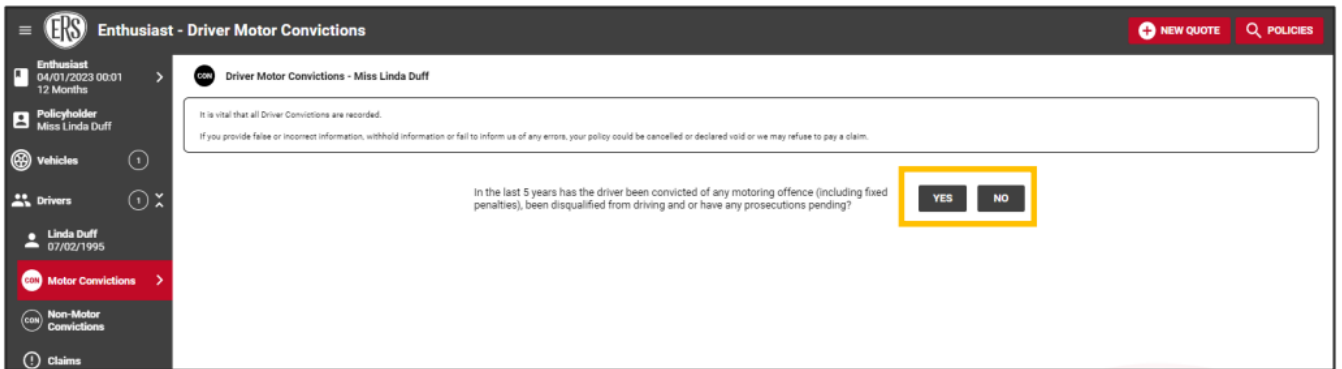 ERS
Enthusiast - Driver Motor Convictions
NEW QUOTE
POLICIES
Enthusiast
04/01/2023 00:01
12 Months
Policyholder
Miss Linda Duff
Vehicles
1
Drivers
1
Linda Duff
07/02/1995
CON
Motor Convictions
CON
Non-Motor
Convictions
Claims
CON
Driver Motor Convictions - Miss Linda Duff
It is vital that all Driver Convictions are recorded.
If you provide false or incorrect information, withhold information or fail to inform us of any errors, your policy could be cancelled or declared void or we may refuse to pay a claim.
In the last 5 years has the driver been convicted of any motoring offence (including fixed
penalties), been disqualified from driving and or have any prosecutions pending?
YES
NO